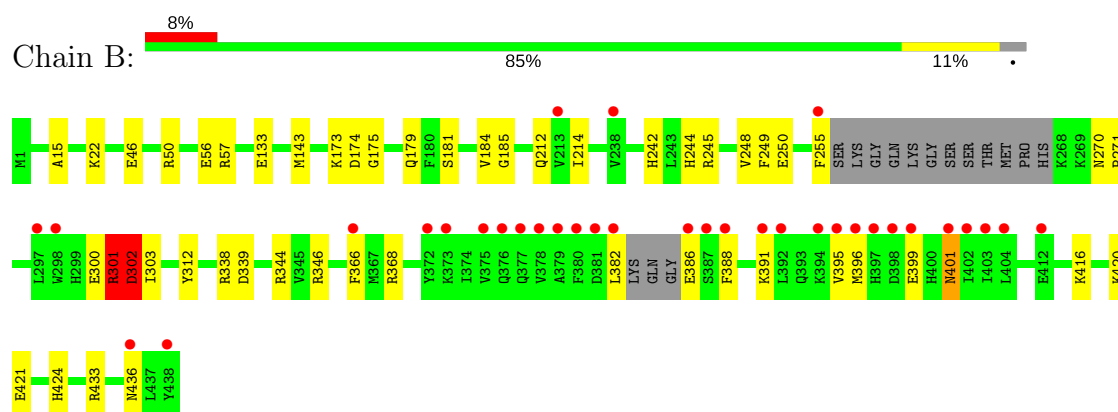 8%
Chain B:
85% 11% •
M1 A15 K22 E46 R50 E56 R57 E133 M143 K173 D174 G175 Q179 F180 S181 V184 G185 Q212 V213 I214 V238 H242 L243 H244 R245 V248 F249 E250 F255 SER LYS GLY GLN LYS GLY SER SER THR MET PRO HIS K268 K269 N270
L297 W298 H299 E300 R301 D302 I303 Y312 R338 D339 R344 V345 R346 F366 M367 R368 Y372 K373 I374 V375 Q376 Q377 V378 A379 F380 D381 L382 LYS GLN GLY E386 S387 F388 K391 L392 Q393 K394 V395 M396 H397 D398 E399 H400 N401 I402 I403 L404 E412 K416 K420
E421 H424 R433 N436 L437 Y438